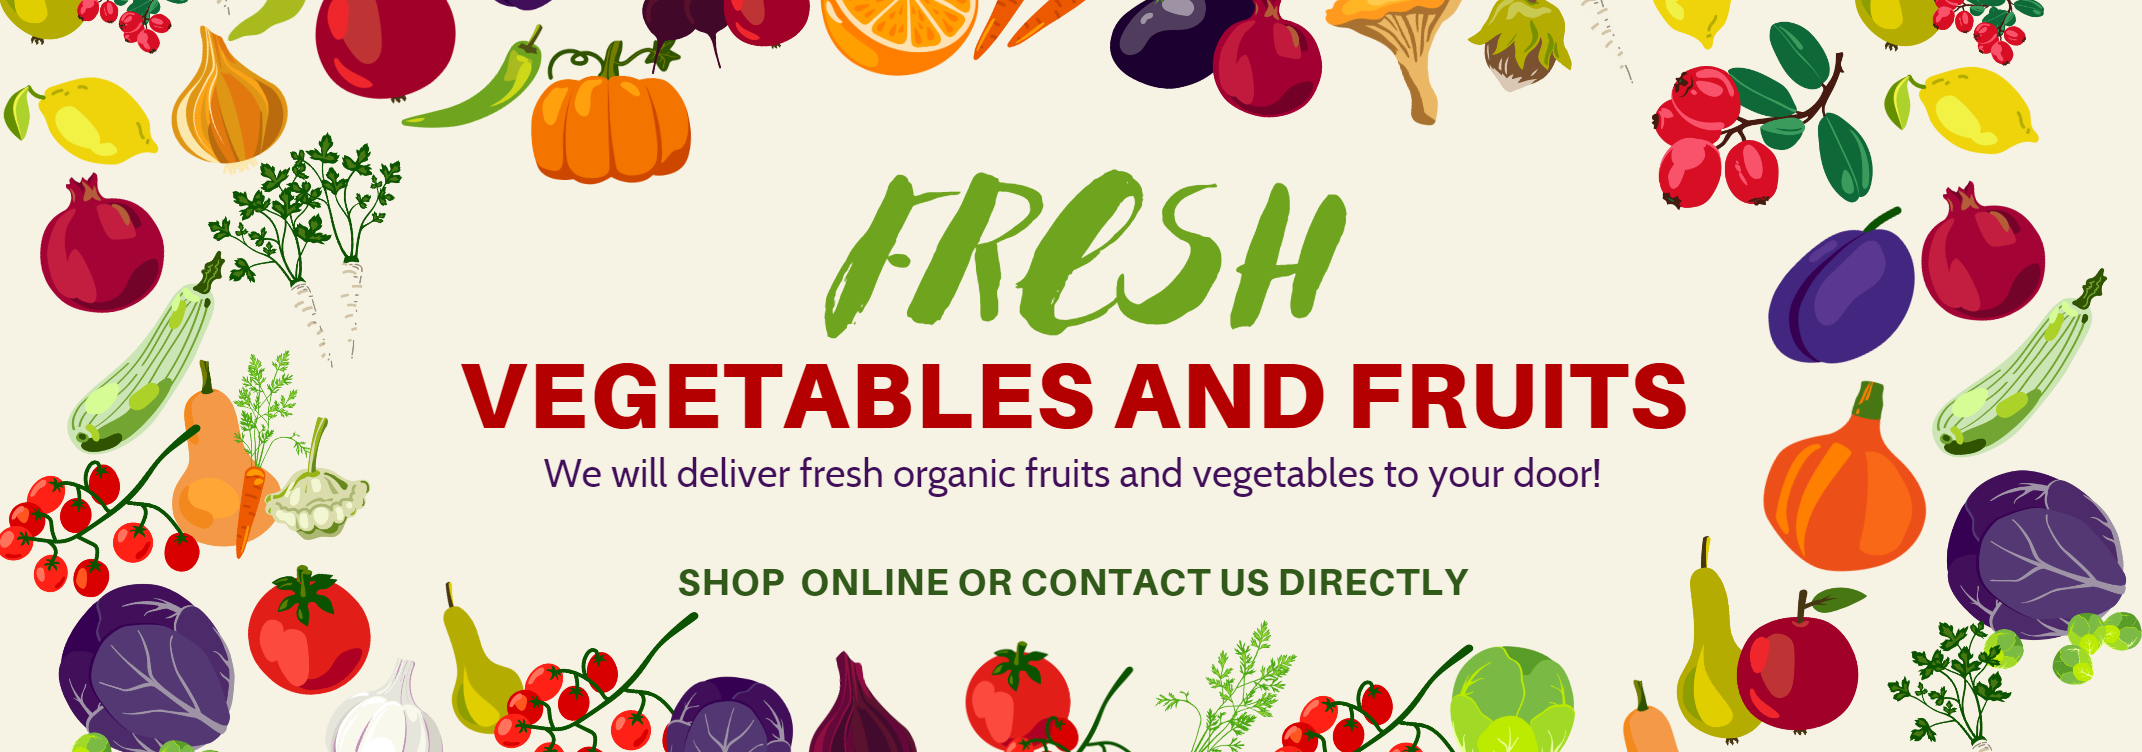 FReSH
VEGETABLES AND FRUITS
We will deliver fresh organic fruits and vegetables to your door!
SHOP ONLINE OR CONTACT US DIRECTLY